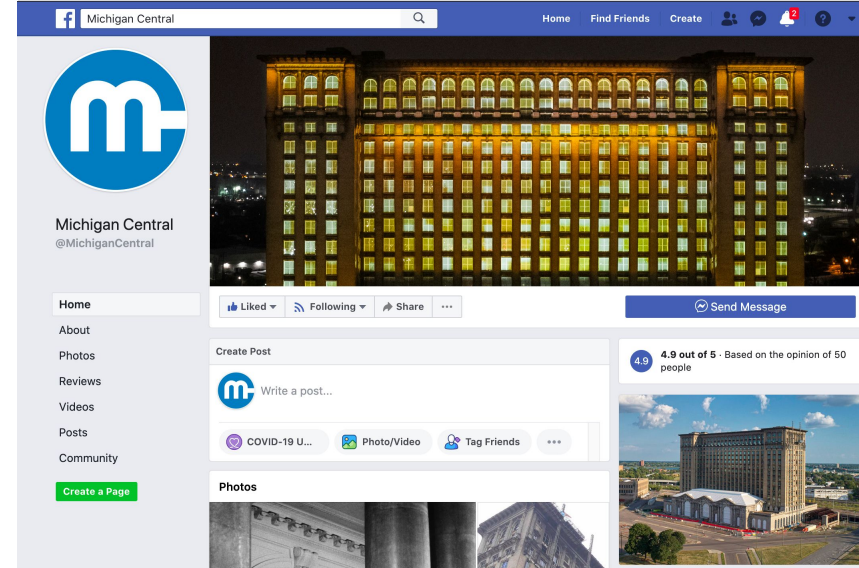 Michigan Central
Home
Find Friends
Create
2
?
m
Michigan Central
@MichiganCentral
Home
About
Photos
Reviews
Videos
Posts
Community
Create a Page
Liked
Following
Share
...
Send Message
Create Post
m
Write a post...
COVID-19 U...
Photo/Video
Tag Friends
...
Photos
4.9
4.9 out of 5 · Based on the opinion of 50
people